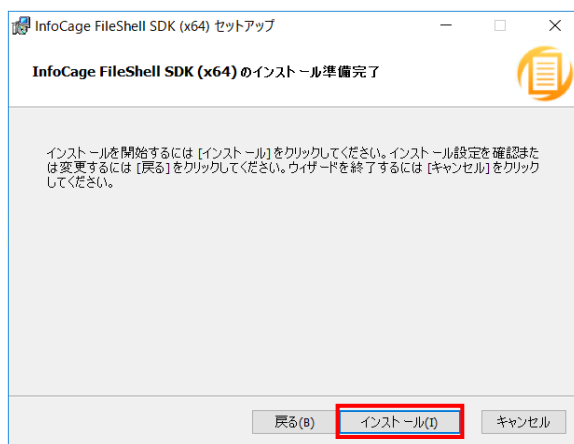 InfoCage FileShell SDK (x64) セットアップ
InfoCage FileShell SDK (x64) のインストール準備完了
インストールを開始するには [インストール] をクリックしてください。インストール設定を確認また
は変更するには [戻る] をクリックしてください。ウィザードを終了するには [キャンセル] をクリック
してください。
戻る(B) インストール(I) キャンセル